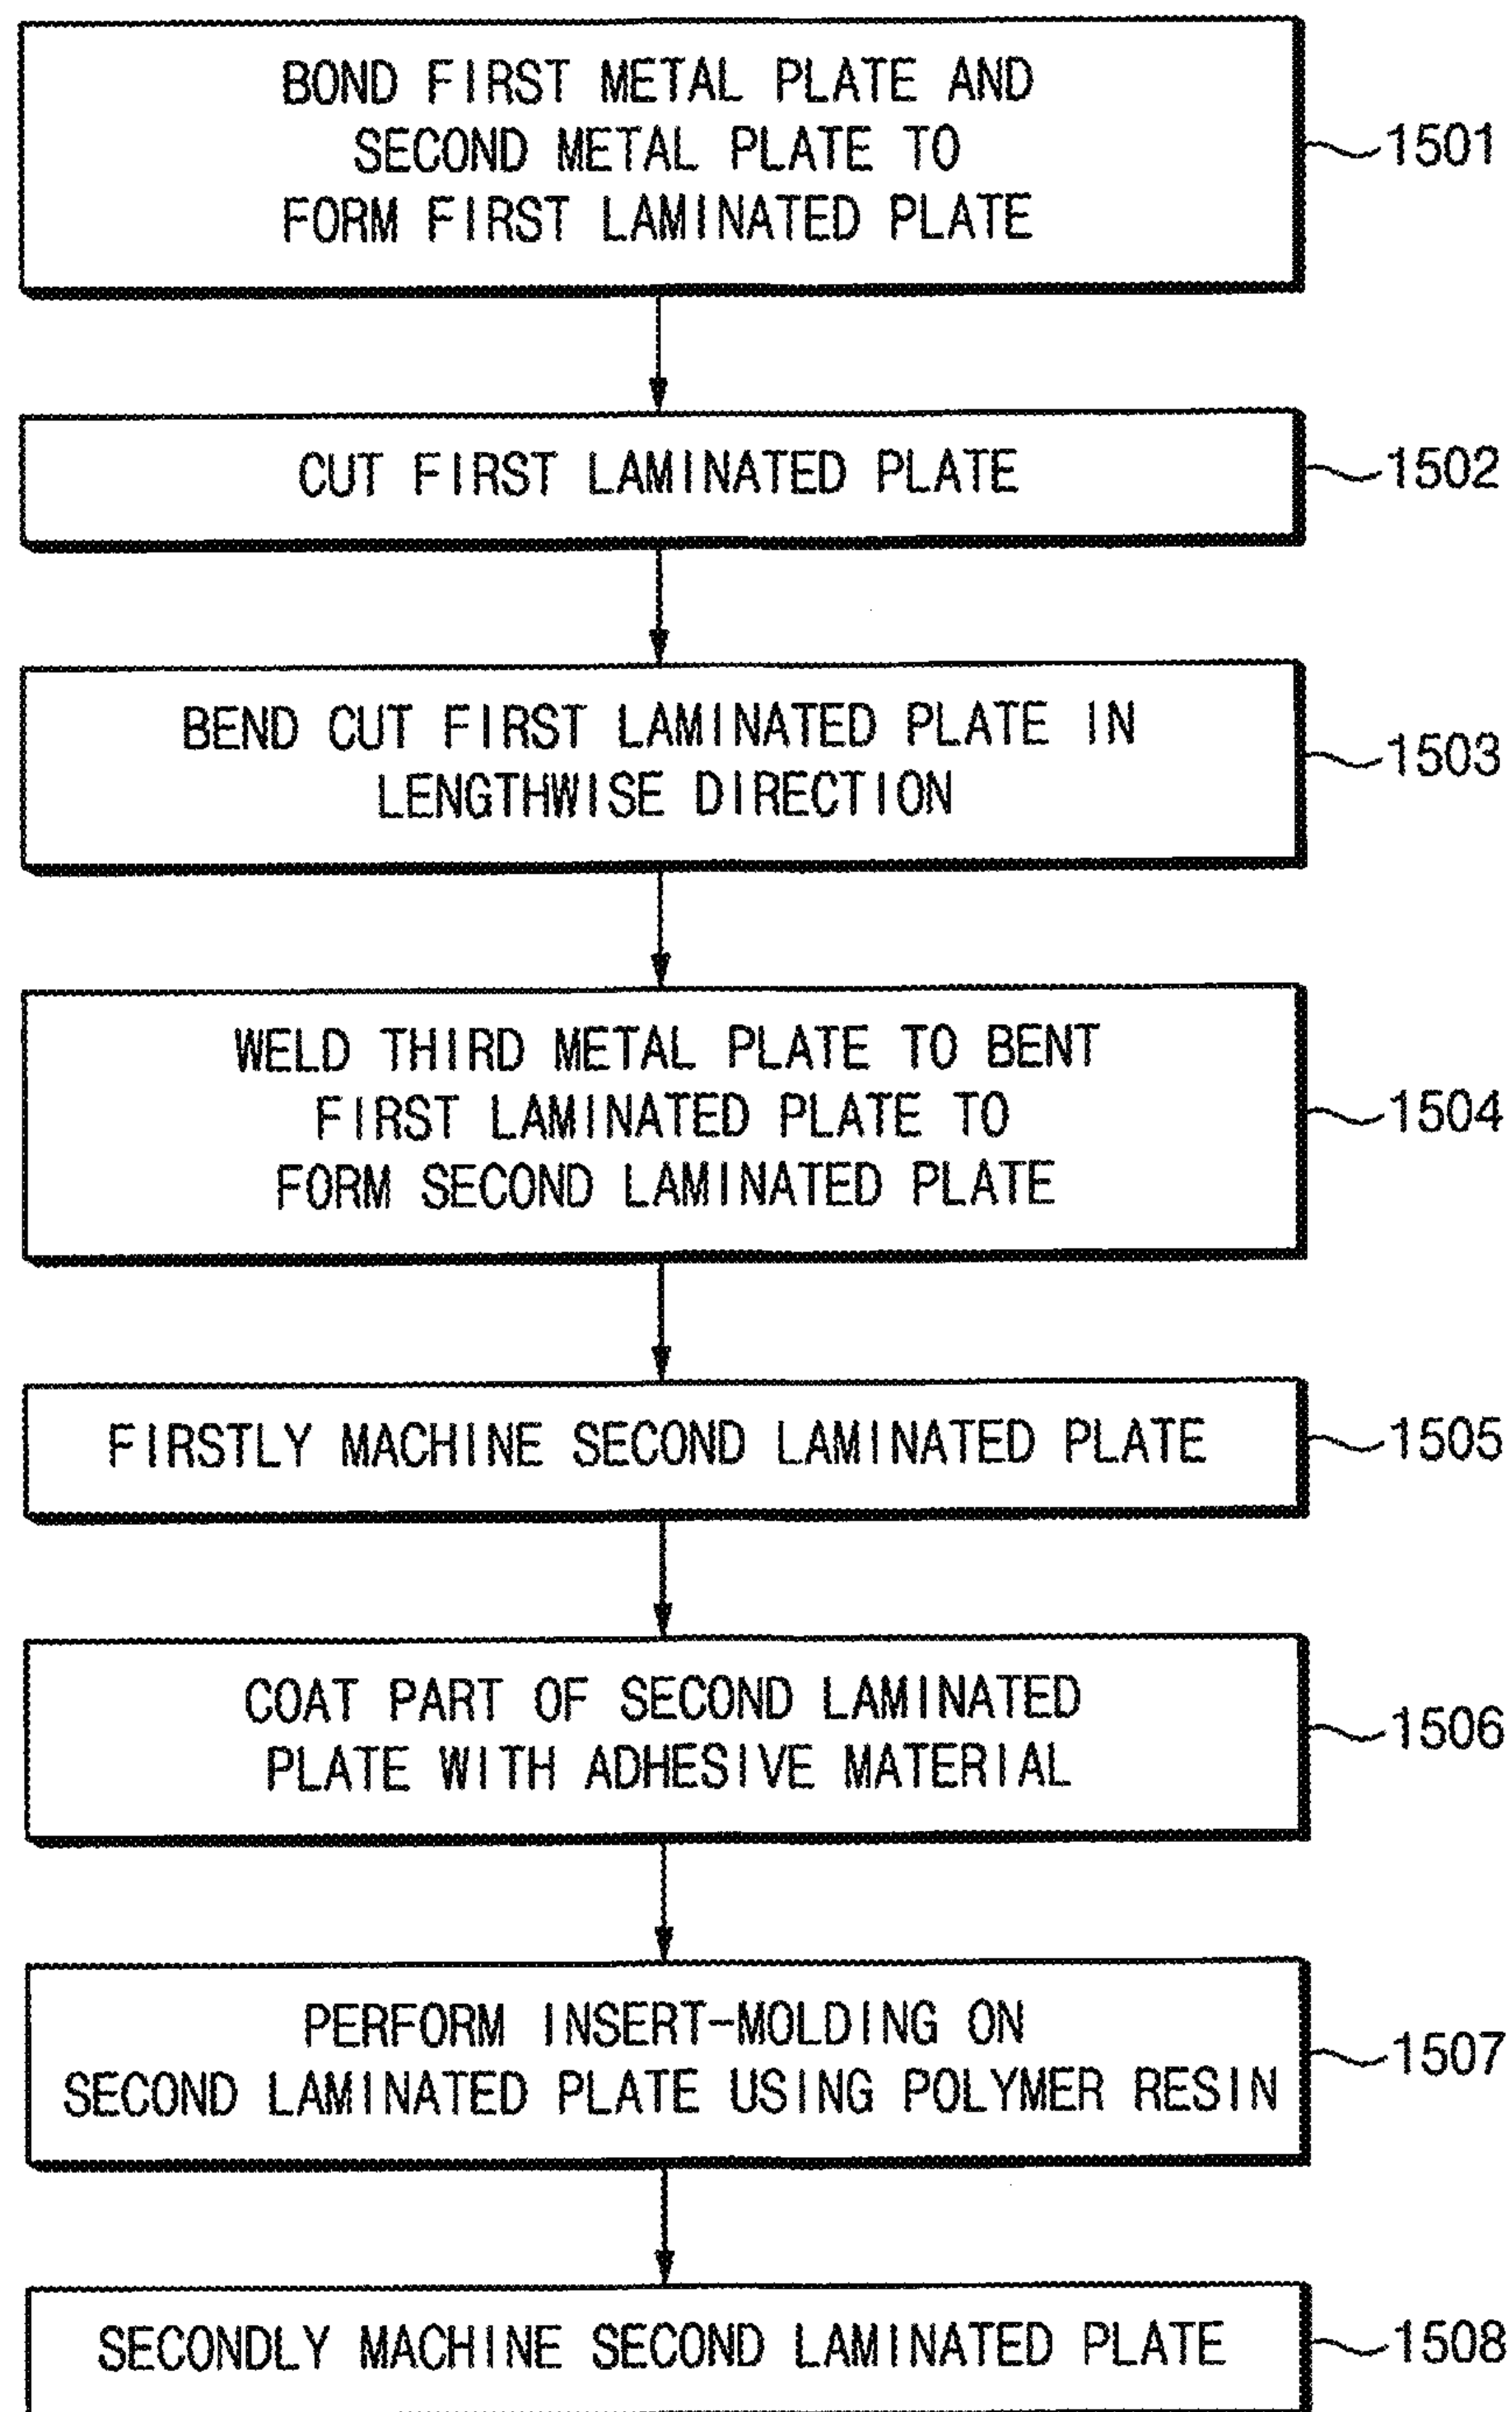 BOND FIRST METAL PLATE AND
SECOND METAL PLATE TO
FORM FIRST LAMINATED PLATE
1501
CUT FIRST LAMINATED PLATE
1502
BEND CUT FIRST LAMINATED PLATE IN
LENGTHWISE DIRECTION
1503
WELD THIRD METAL PLATE TO BENT
FIRST LAMINATED PLATE TO
FORM SECOND LAMINATED PLATE
1504
FIRSTLY MACHINE SECOND LAMINATED PLATE
1505
COAT PART OF SECOND LAMINATED
PLATE WITH ADHESIVE MATERIAL
1506
PERFORM INSERT-MOLDING ON
SECOND LAMINATED PLATE USING POLYMER RESIN
1507
SECONDLY MACHINE SECOND LAMINATED PLATE
1508